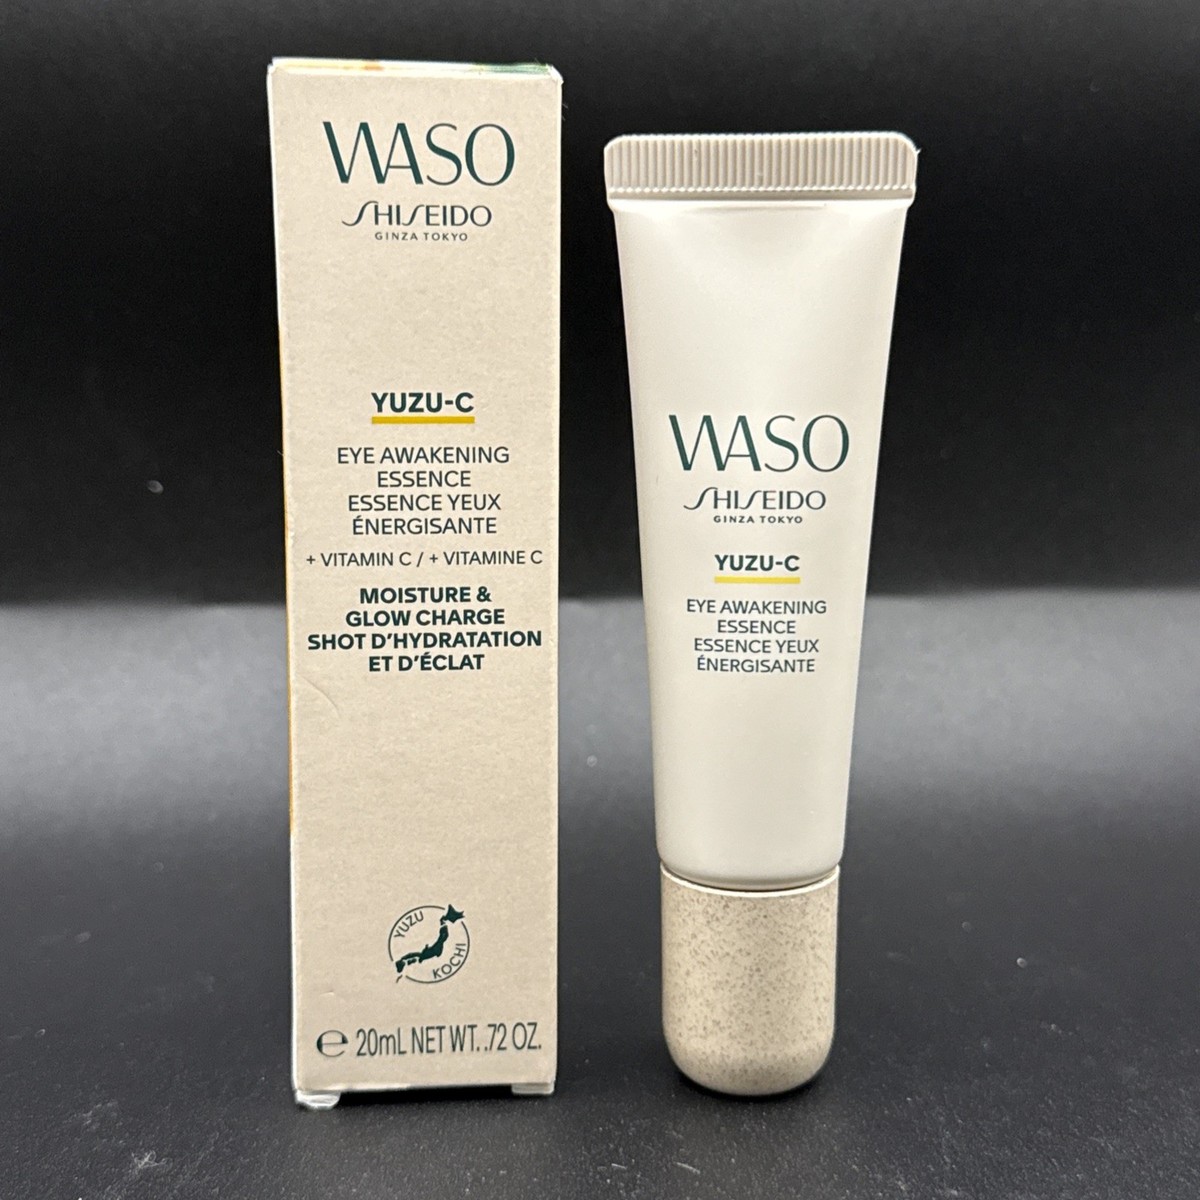 WASO
SHISEIDO
GINZA TOKYO
YUZU-C
EYE AWAKENING
ESSENCE
ESSENCE YEUX
ÉNERGISANTE
+ VITAMIN C / + VITAMINE C
MOISTURE &
GLOW CHARGE
SHOT D'HYDRATATION
ET D'ÉCLAT
YUZU
KOCHI
℮ 20mL NET WT. .72 OZ.
WASO
SHISEIDO
GINZA TOKYO
YUZU-C
EYE AWAKENING
ESSENCE
ESSENCE YEUX
ÉNERGISANTE